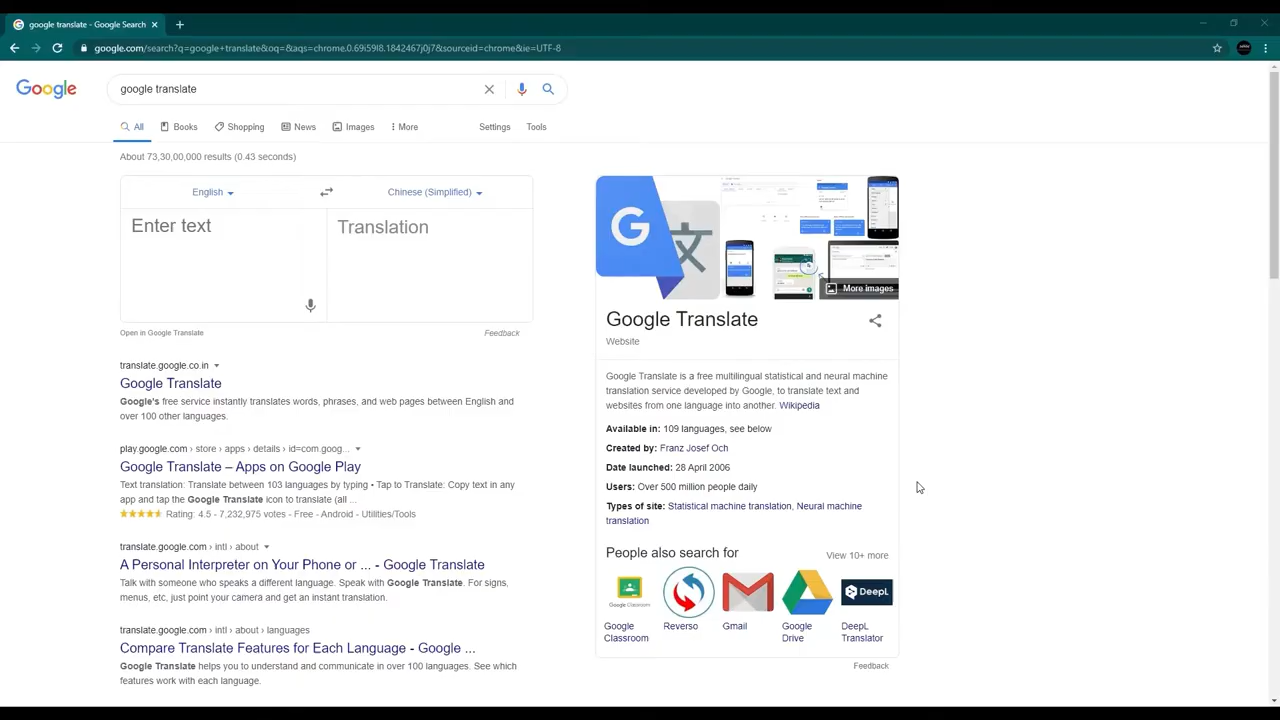 google translate - Google Search
google.com/search?q=google+translate&oq=&aqs=chrome.0.69i59l8.1842467j0j7&sourceid=chrome&ie=UTF-8
Google
google translate
All Books Shopping News Images More Settings Tools
About 73,30,00,000 results (0.43 seconds)
English Chinese (Simplified)
Enter text Translation
Open in Google Translate Feedback
translate.google.co.in
Google Translate
Google's free service instantly translates words, phrases, and web pages between English and
over 100 other languages.
play.google.com › store › apps › details › id=com.goog...
Google Translate – Apps on Google Play
Text translation: Translate between 103 languages by typing • Tap to Translate: Copy text in any
app and tap the Google Translate icon to translate (all ...
Rating: 4.5 - 7,232,975 votes - Free - Android - Utilities/Tools
translate.google.com › intl › about
A Personal Interpreter on Your Phone or ... - Google Translate
Talk with someone who speaks a different language. Speak with Google Translate. For signs,
menus, etc, just point your camera and get an instant translation.
translate.google.com › intl › about › languages
Compare Translate Features for Each Language - Google ...
Google Translate helps you to understand and communicate in over 100 languages. See which
features work with each language.
G 文
More images
Google Translate
Website
Google Translate is a free multilingual statistical and neural machine
translation service developed by Google, to translate text and
websites from one language into another. Wikipedia
Available in: 109 languages, see below
Created by: Franz Josef Och
Date launched: 28 April 2006
Users: Over 500 million people daily
Types of site: Statistical machine translation, Neural machine
translation
People also search for View 10+ more
Google Classroom
DeepL
Google Reverso Gmail Google DeepL
Classroom Drive Translator
Feedback